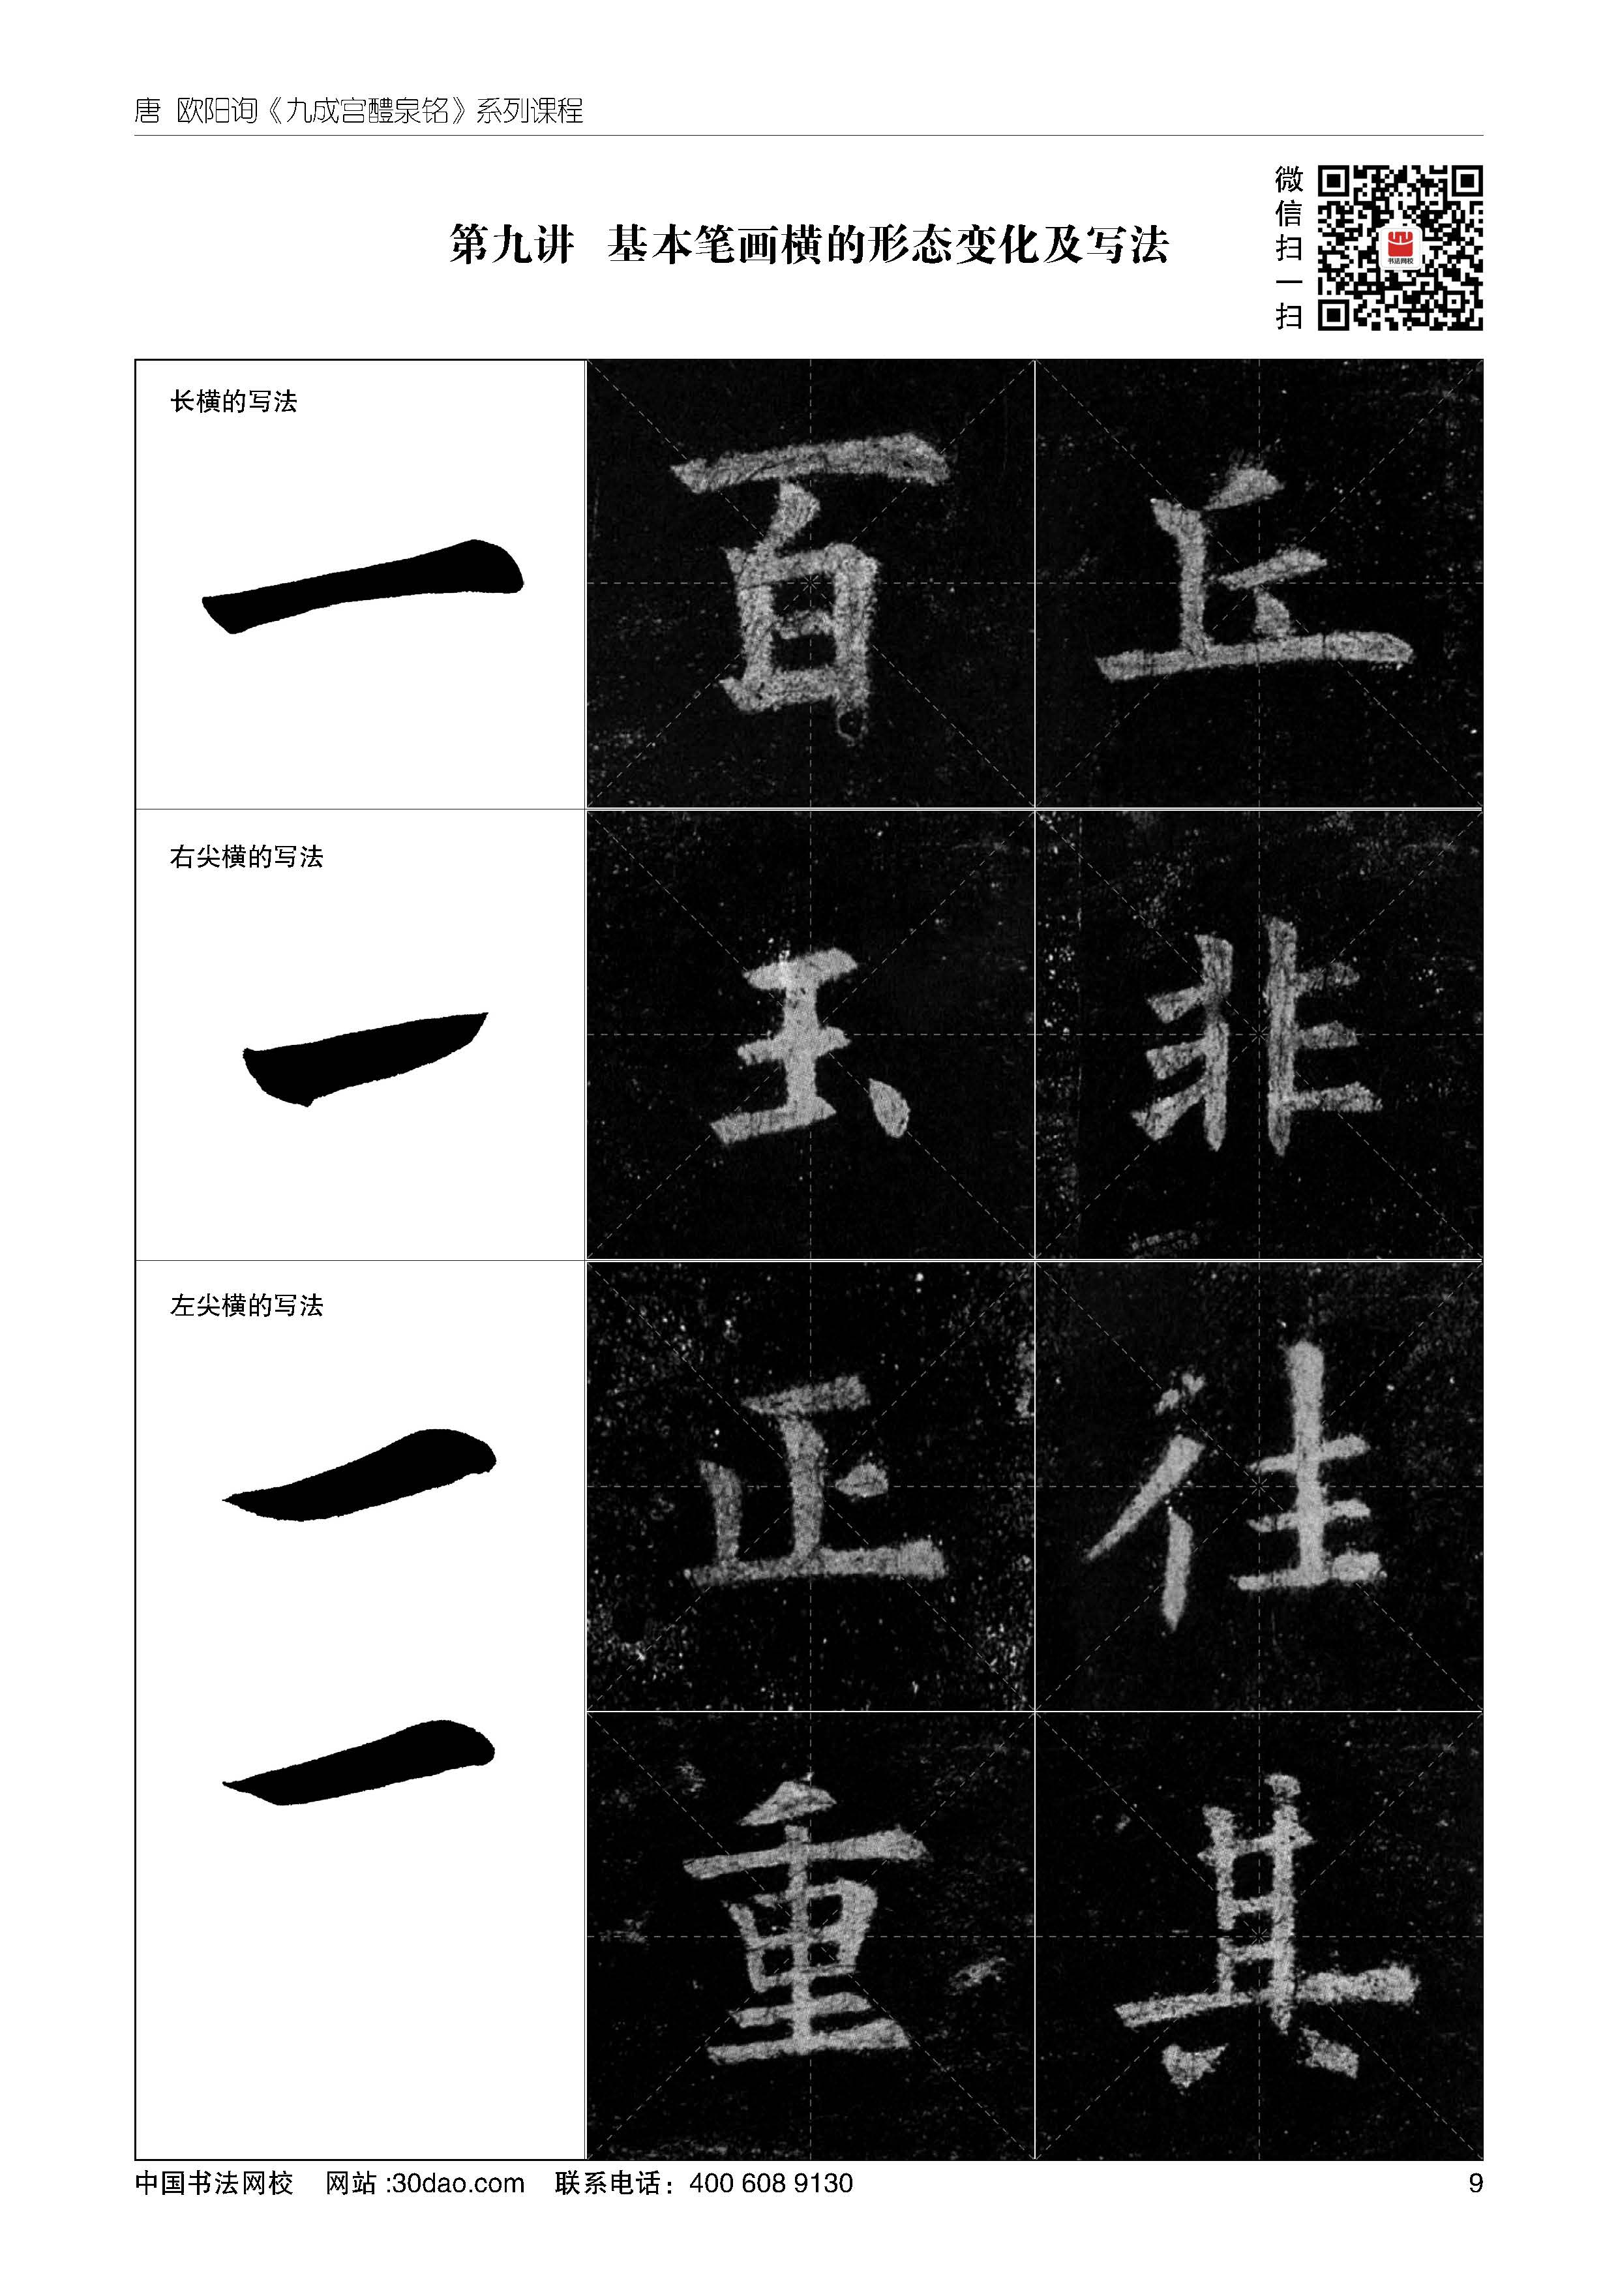 唐 欧阳询《九成宫醴泉铭》系列课程
第九讲 基本笔画横的形态变化及写法
微信扫一扫
书法网校
长横的写法
一
百 丘
右尖横的写法
一
玉 非
左尖横的写法
一
正 往
一
重 其
中国书法网校 网站:30dao.com 联系电话：400 608 9130
9